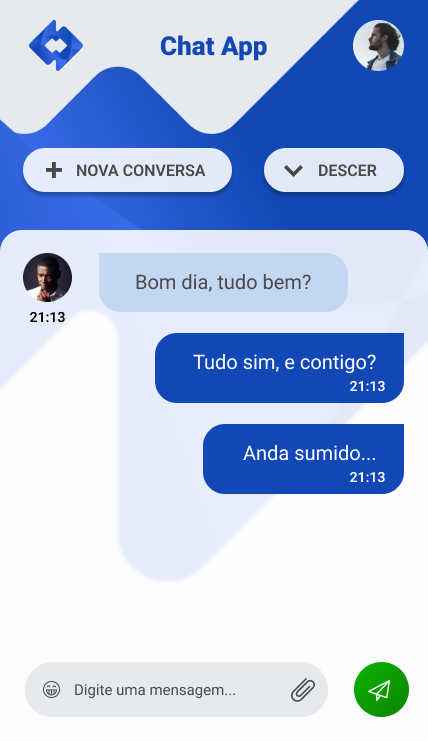 Chat App
NOVA CONVERSA
DESCER
Bom dia, tudo bem?
21:13
Tudo sim, e contigo?
21:13
Anda sumido...
21:13
Digite uma mensagem...